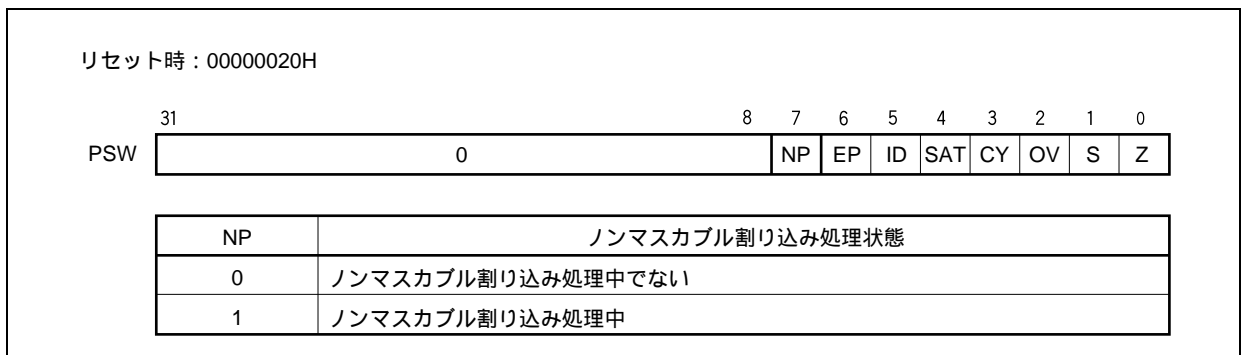 リセット時：00000020H
31 8 7 6 5 4 3 2 1 0
PSW 0 NP EP ID SAT CY OV S Z
NP ノンマスカブル割り込み処理状態
0 ノンマスカブル割り込み処理中でない
1 ノンマスカブル割り込み処理中